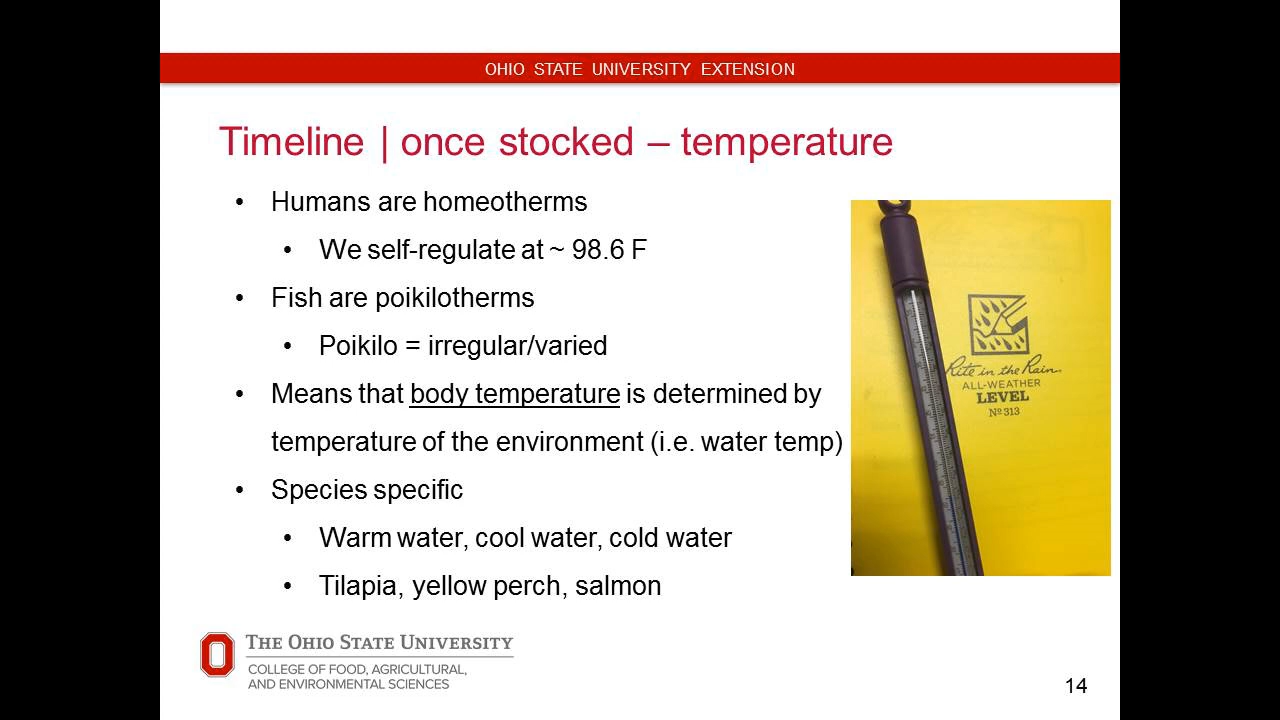 OHIO STATE UNIVERSITY EXTENSION
Timeline | once stocked – temperature
• Humans are homeotherms
• We self-regulate at ~ 98.6 F
• Fish are poikilotherms
• Poikilo = irregular/varied
• Means that body temperature is determined by
temperature of the environment (i.e. water temp)
• Species specific
• Warm water, cool water, cold water
• Tilapia, yellow perch, salmon
Rite in the Rain
ALL-WEATHER
LEVEL
Nº 313
THE OHIO STATE UNIVERSITY
COLLEGE OF FOOD, AGRICULTURAL,
AND ENVIRONMENTAL SCIENCES
14